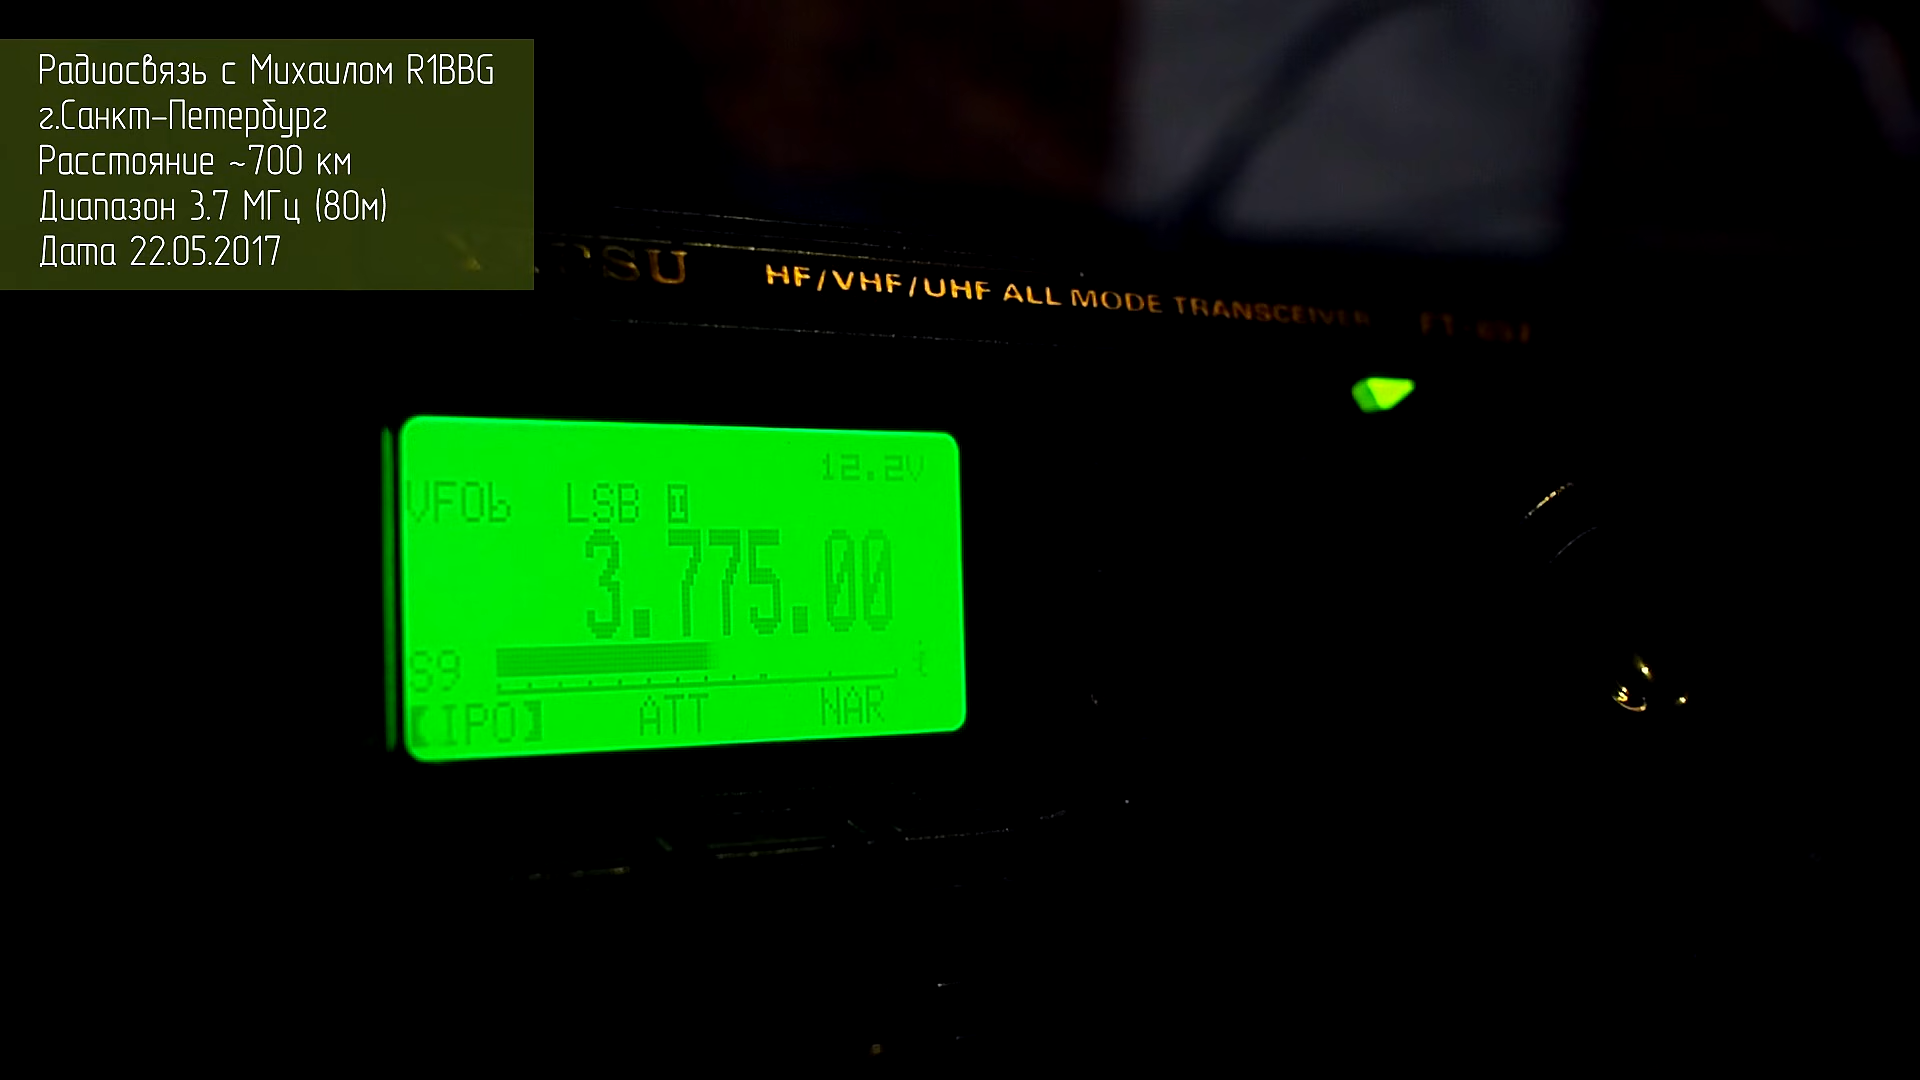 Радиосвязь с Михаилом R1BBG
г.Санкт-Петербург
Расстояние ~700 км
Диапазон 3.7 МГц (80м)
Дата 22.05.2017
HF/VHF/UHF ALL MODE TRANSCEIVER
12.2V
VFOb LSB I
3.775.00
S9
【IPO】 ATT NAR